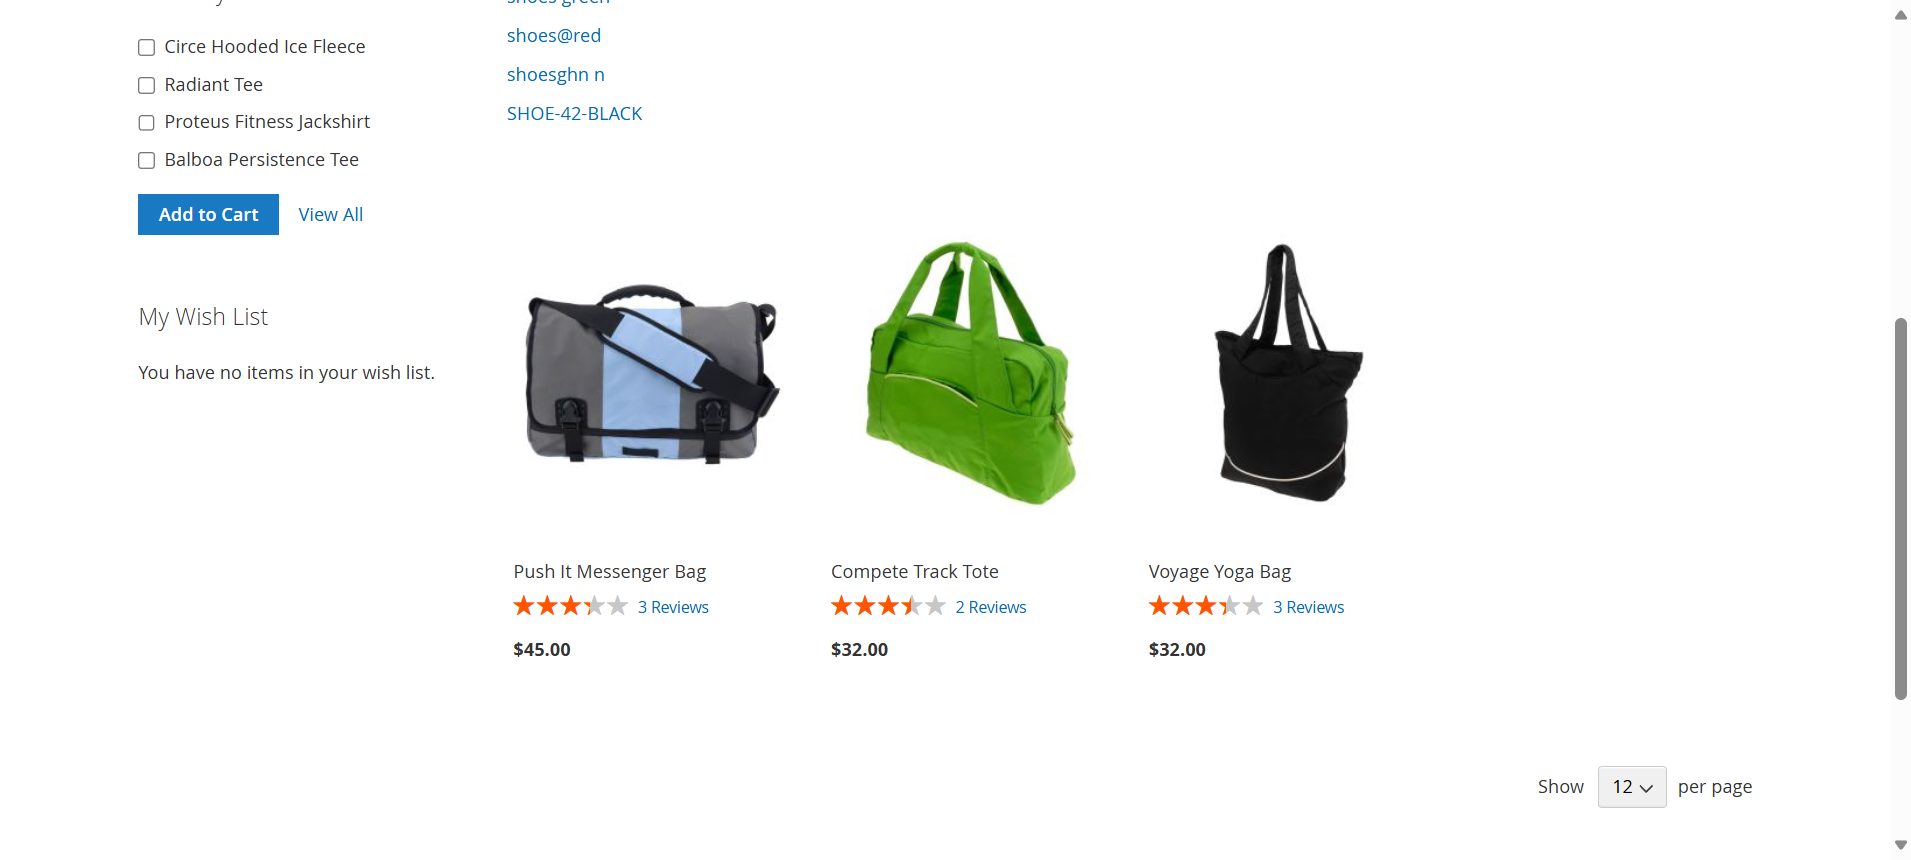 shoes green
Circe Hooded Ice Fleece
Radiant Tee
Proteus Fitness Jackshirt
Balboa Persistence Tee
Add to Cart
View All
My Wish List
You have no items in your wish list.
shoes@red
shoesghn n
SHOE-42-BLACK
Push It Messenger Bag
3 Reviews
$45.00
Compete Track Tote
2 Reviews
$32.00
Voyage Yoga Bag
3 Reviews
$32.00
Show 12 per page